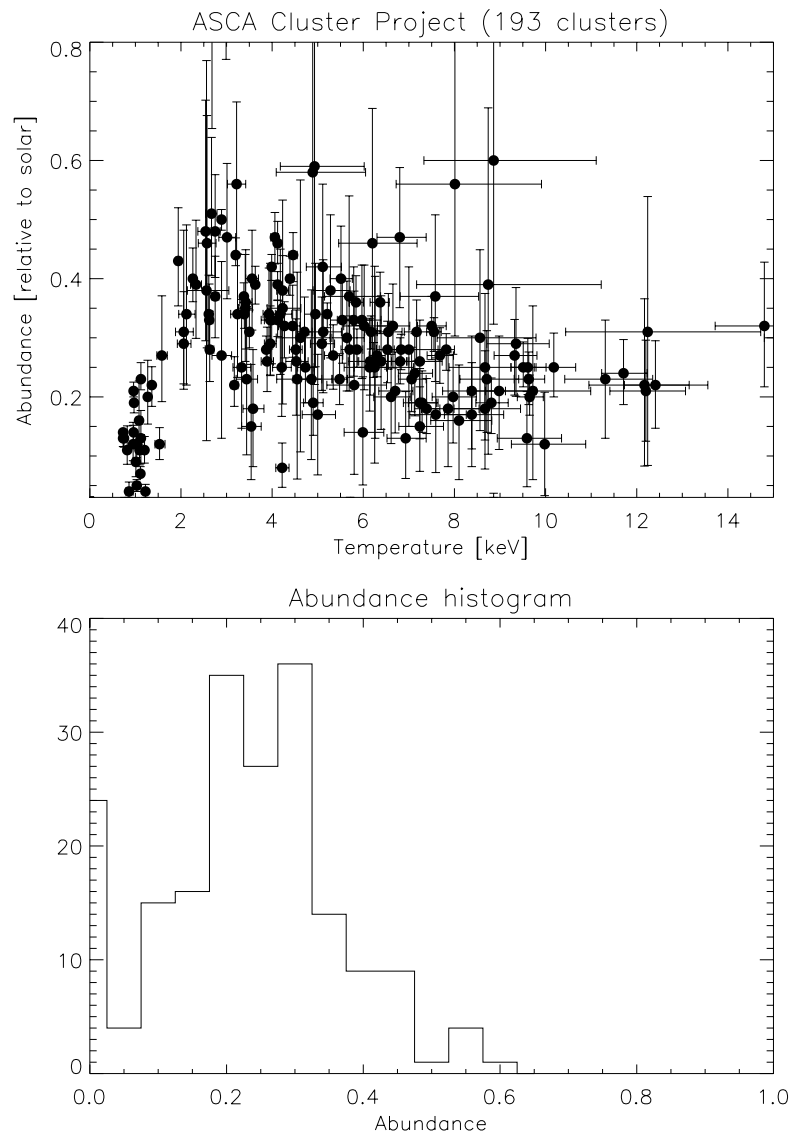 ASCA Cluster Project (193 clusters)
Abundance [relative to solar]
0.8
0.6
0.4
0.2
0 2 4 6 8 10 12 14
Temperature [keV]
Abundance histogram
40
30
20
10
0
0.0 0.2 0.4 0.6 0.8 1.0
Abundance